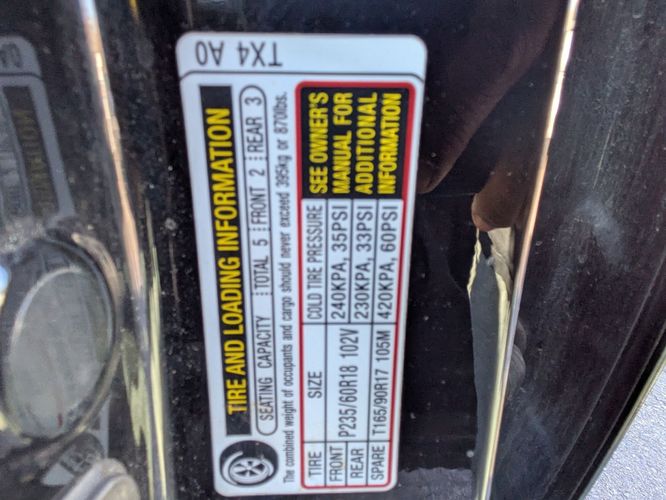 TX4 A0
TIRE AND LOADING INFORMATION
SEATING CAPACITY TOTAL 5 FRONT 2 REAR 3
The combined weight of occupants and cargo should never exceed 395kg or 870lbs.
TIRE SIZE COLD TIRE PRESSURE
FRONT P235/60R18 102V 240KPA, 35PSI
REAR 230KPA, 33PSI
SPARE T165/90R17 105M 420KPA, 60PSI
SEE OWNER'S
MANUAL FOR
ADDITIONAL
INFORMATION